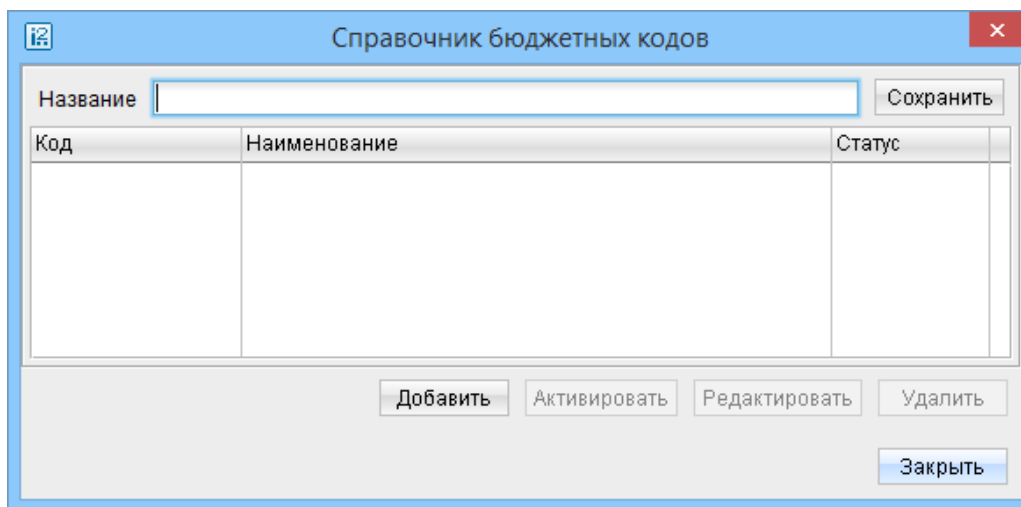 Справочник бюджетных кодов
Название Сохранить
Код Наименование Статус
Добавить Активировать Редактировать Удалить
Закрыть